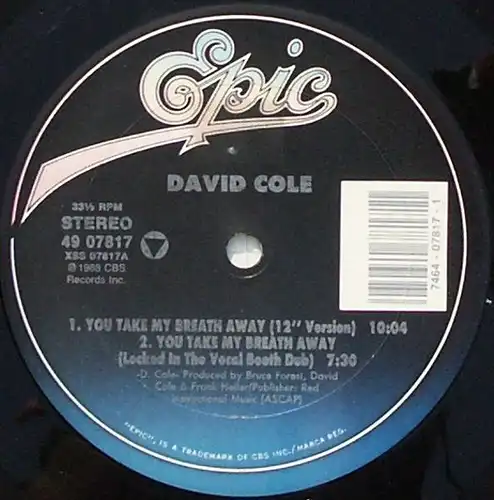 Epic
DAVID COLE
33⅓ RPM
STEREO
49 07817
XSS 07817A
℗ 1988 CBS
Records Inc.
7464 - 07817 - 1
1. YOU TAKE MY BREATH AWAY (12" Version) 10:04
2. YOU TAKE MY BREATH AWAY
(Locked In The Vocal Booth Dub) 7:30
-D. Cole- Produced by Bruce Forest, David
Cole & Frank Heller/Publisher: Red
International Music (ASCAP)
"EPIC", IS A TRADEMARK OF CBS INC./MARCA REG.